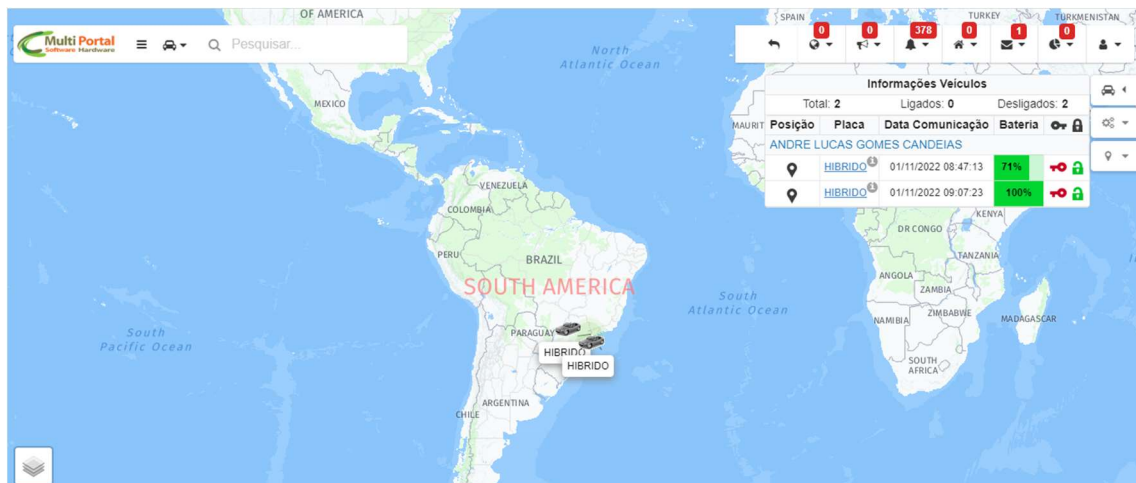 Multi Portal
Software Hardware
Pesquisar...
0
0
378
0
1
0
Informações Veículos
Total: 2 Ligados: 0 Desligados: 2
Posição Placa Data Comunicação Bateria
ANDRE LUCAS GOMES CANDEIAS
HIBRIDO 01/11/2022 08:47:13 71%
HIBRIDO 01/11/2022 09:07:23 100%
OF AMERICA
SPAIN
TURKEY
TURKMENISTAN
North
Atlantic Ocean
MEXICO
MAURIT
VENEZUELA
COLOMBIA
KENYA
DR CONGO
PERU
BRAZIL
TANZANIA
ANGOLA
ZAMBIA
SOUTH AMERICA
South
Atlantic Ocean
NAMIBIA
ZIMBABWE
MADAGASCAR
South
Pacific Ocean
PARAGUAY
HIBRIDO
HIBRIDO
SOUTH
AFRICA
ARGENTINA
CHILE